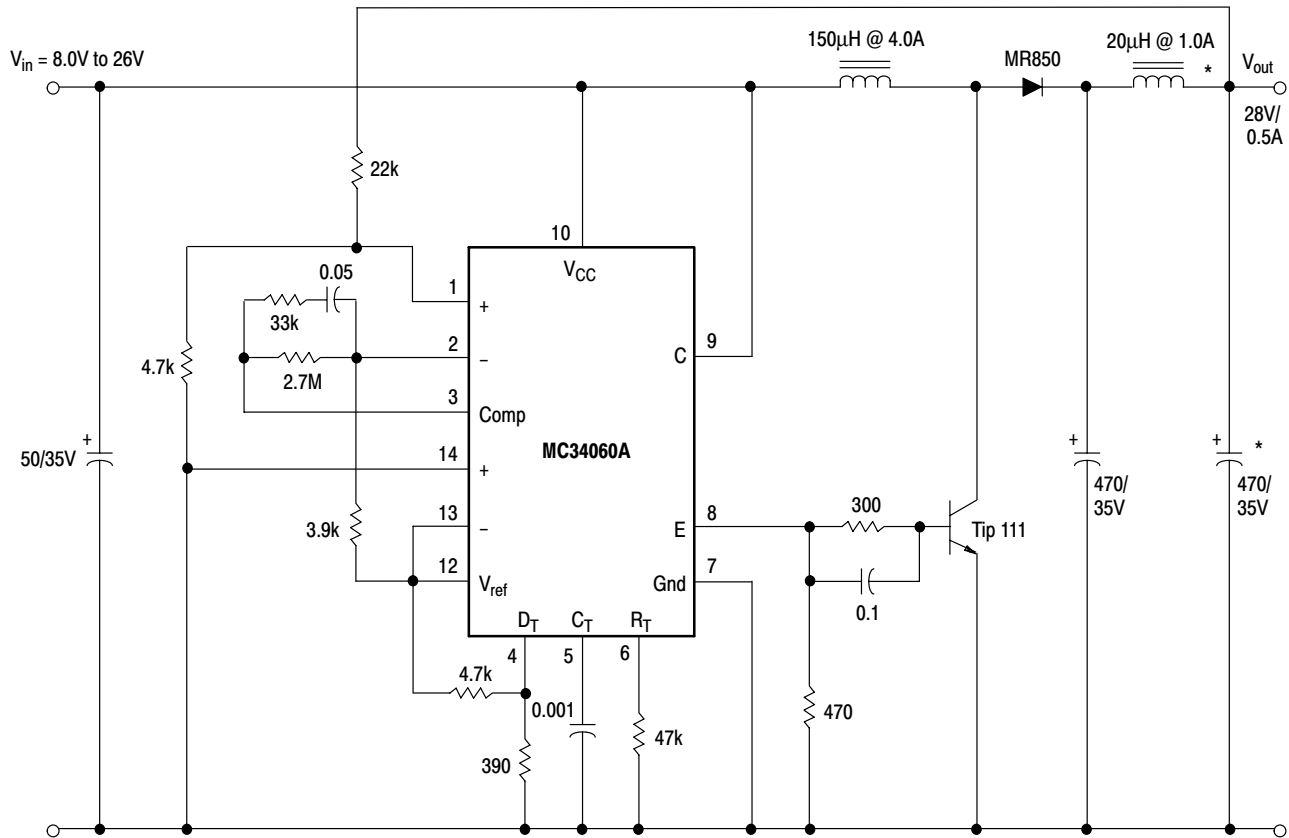 150μH @ 4.0A
20μH @ 1.0A
*
V_in = 8.0V to 26V
MR850
V_out
28V/
0.5A
22k
10
V_CC
0.05
33k
1
+
2
−
2.7M
4.7k
3
Comp
9
C
14
+
MC34060A
50/35V
+
13
−
3.9k
12
V_ref
8
E
300
Tip 111
7
Gnd
0.1
+
470/
35V
+
*
470/
35V
D_T
C_T
R_T
4
5
6
4.7k
0.001
390
47k
470